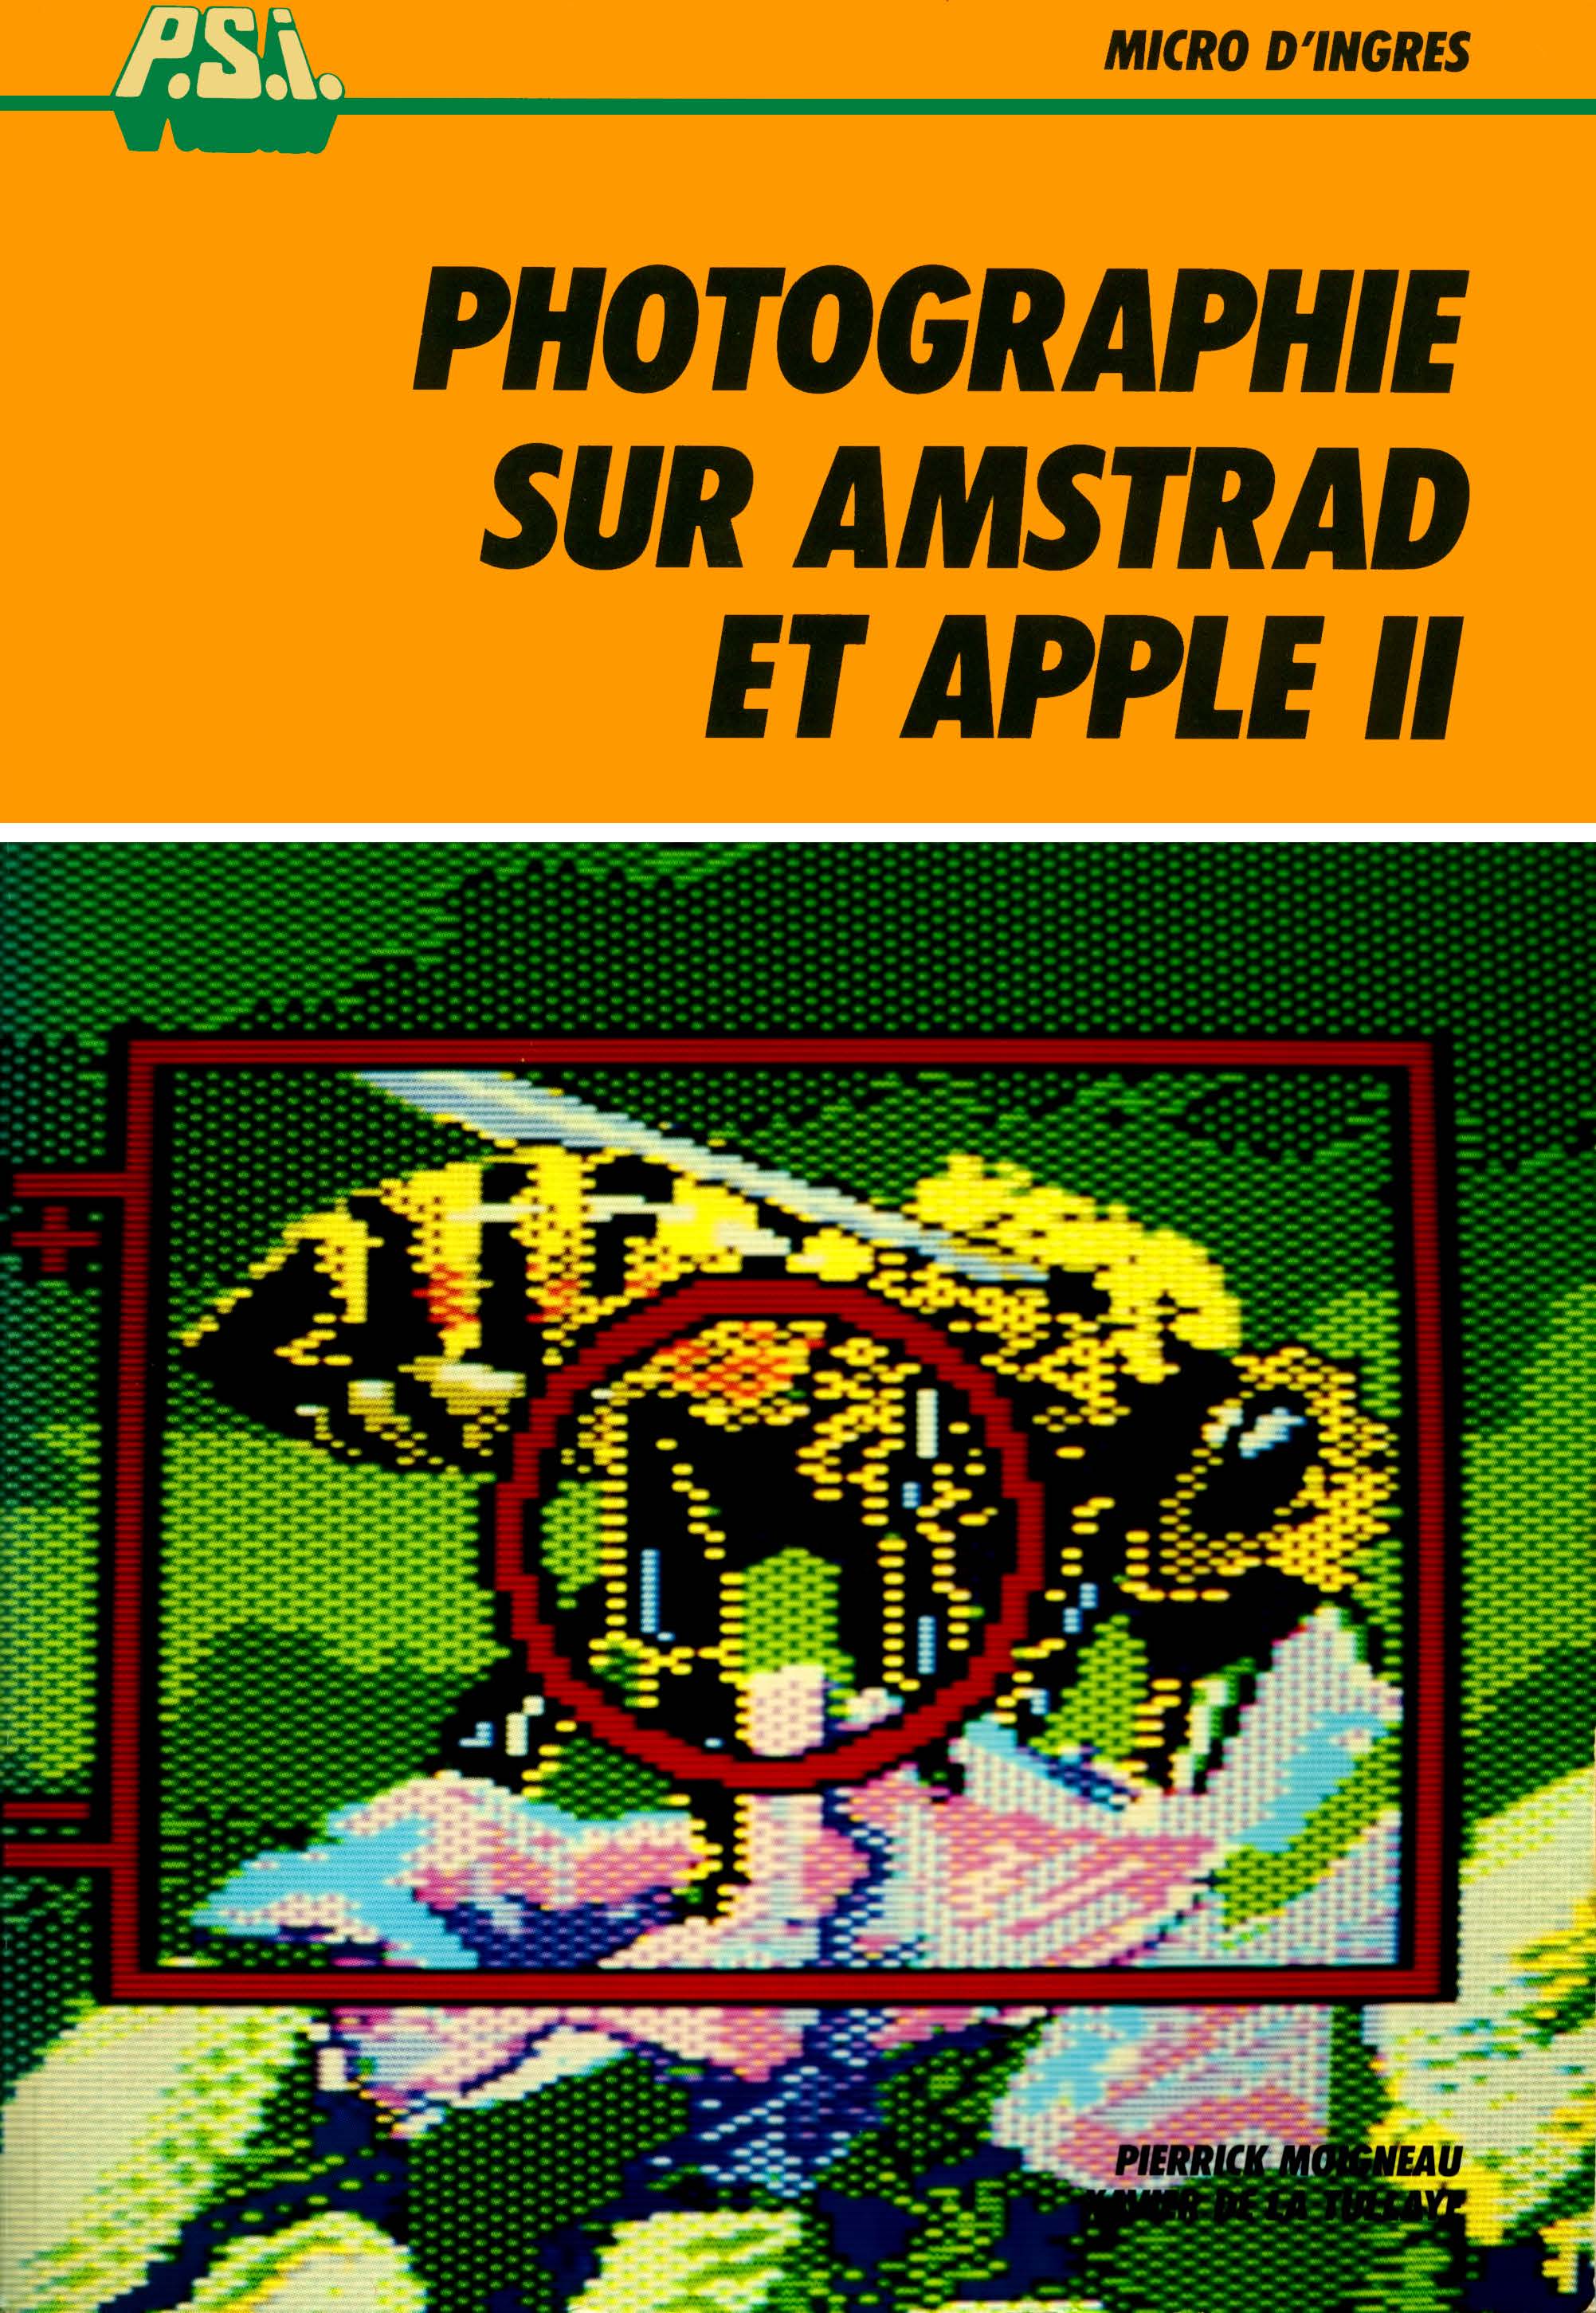 P.S.i.
MICRO D'INGRES
PHOTOGRAPHIE
SUR AMSTRAD
ET APPLE II
PIERRICK MOIGNEAU
XAVIER DE LA TULLAYE